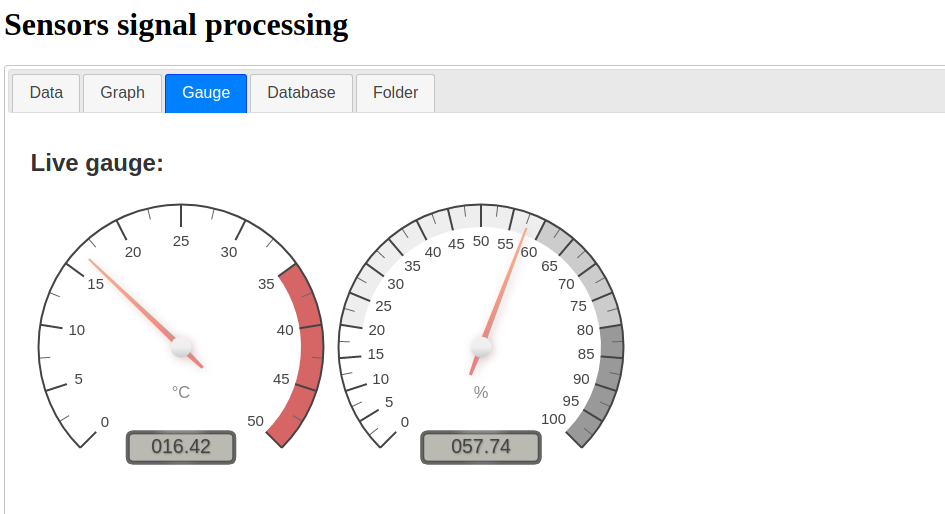 Sensors signal processing
Data Graph Gauge Database Folder
Live gauge:
0 5 10 15 20 25 30 35 40 45 50
°C
016.42
0 5 10 15 20 25 30 35 40 45 50 55 60 65 70 75 80 85 90 95 100
%
057.74